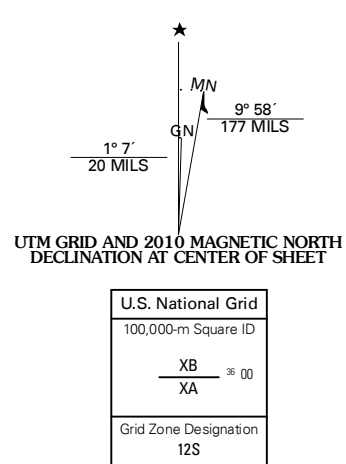 ★
MN
9° 58´
177 MILS
GN
1° 7´
20 MILS
UTM GRID AND 2010 MAGNETIC NORTH
DECLINATION AT CENTER OF SHEET
U.S. National Grid
100,000-m Square ID
XB
36 00
XA
Grid Zone Designation
12S